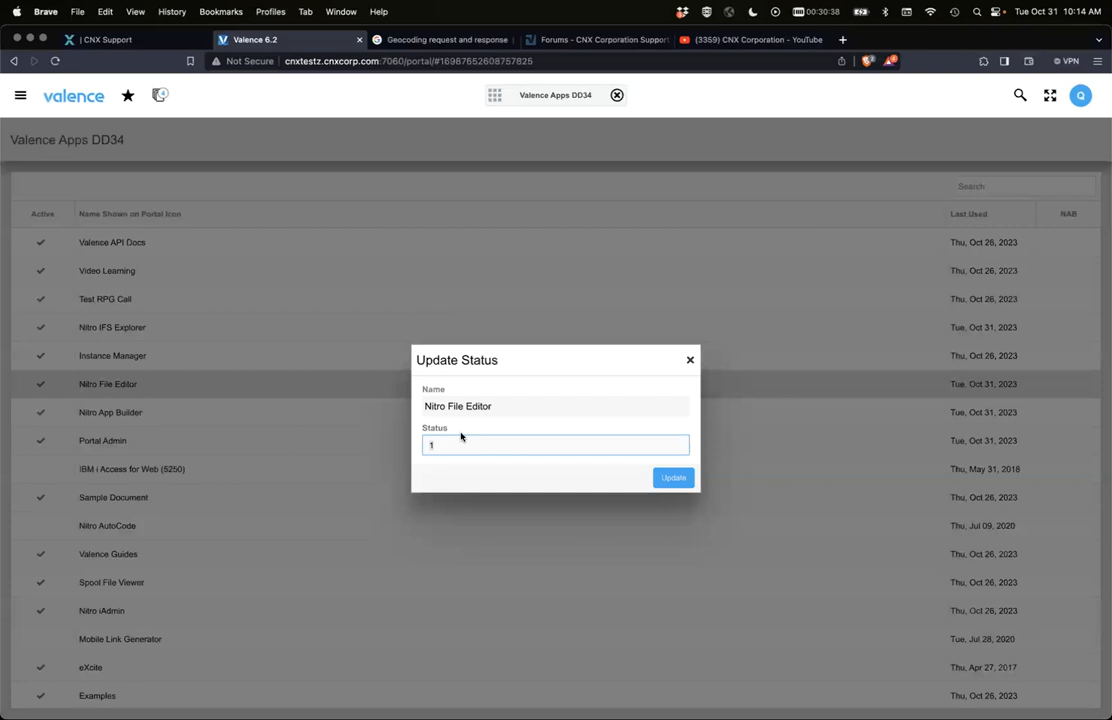 Brave File Edit View History Bookmarks Profiles Tab Window Help 00:30:38 Tue Oct 31 10:14 AM
| CNX Support Valence 6.2 Geocoding request and response Forums - CNX Corporation Support (3359) CNX Corporation - YouTube
Not Secure cnxtestz.cnxcorp.com:7060/portal/#16987652608757825 VPN
valence 4 Valence Apps DD34 Q
Valence Apps DD34
Search
Active Name Shown on Portal Icon Last Used NAB
Valence API Docs Thu, Oct 26, 2023
Video Learning Thu, Oct 26, 2023
Test RPG Call Thu, Oct 26, 2023
Nitro IFS Explorer Tue, Oct 31, 2023
Instance Manager Thu, Oct 26, 2023
Update Status
Nitro File Editor Tue, Oct 31, 2023
Name
Nitro File Editor
Nitro App Builder Tue, Oct 31, 2023
Status
Portal Admin Tue, Oct 31, 2023
1
IBM i Access for Web (5250) Thu, May 31, 2018
Update
Sample Document Thu, Oct 26, 2023
Nitro AutoCode Thu, Jul 09, 2020
Valence Guides Thu, Oct 26, 2023
Spool File Viewer Thu, Oct 26, 2023
Nitro iAdmin Thu, Oct 26, 2023
Mobile Link Generator Tue, Jul 28, 2020
eXcite Thu, Apr 27, 2017
Examples Thu, Oct 26, 2023